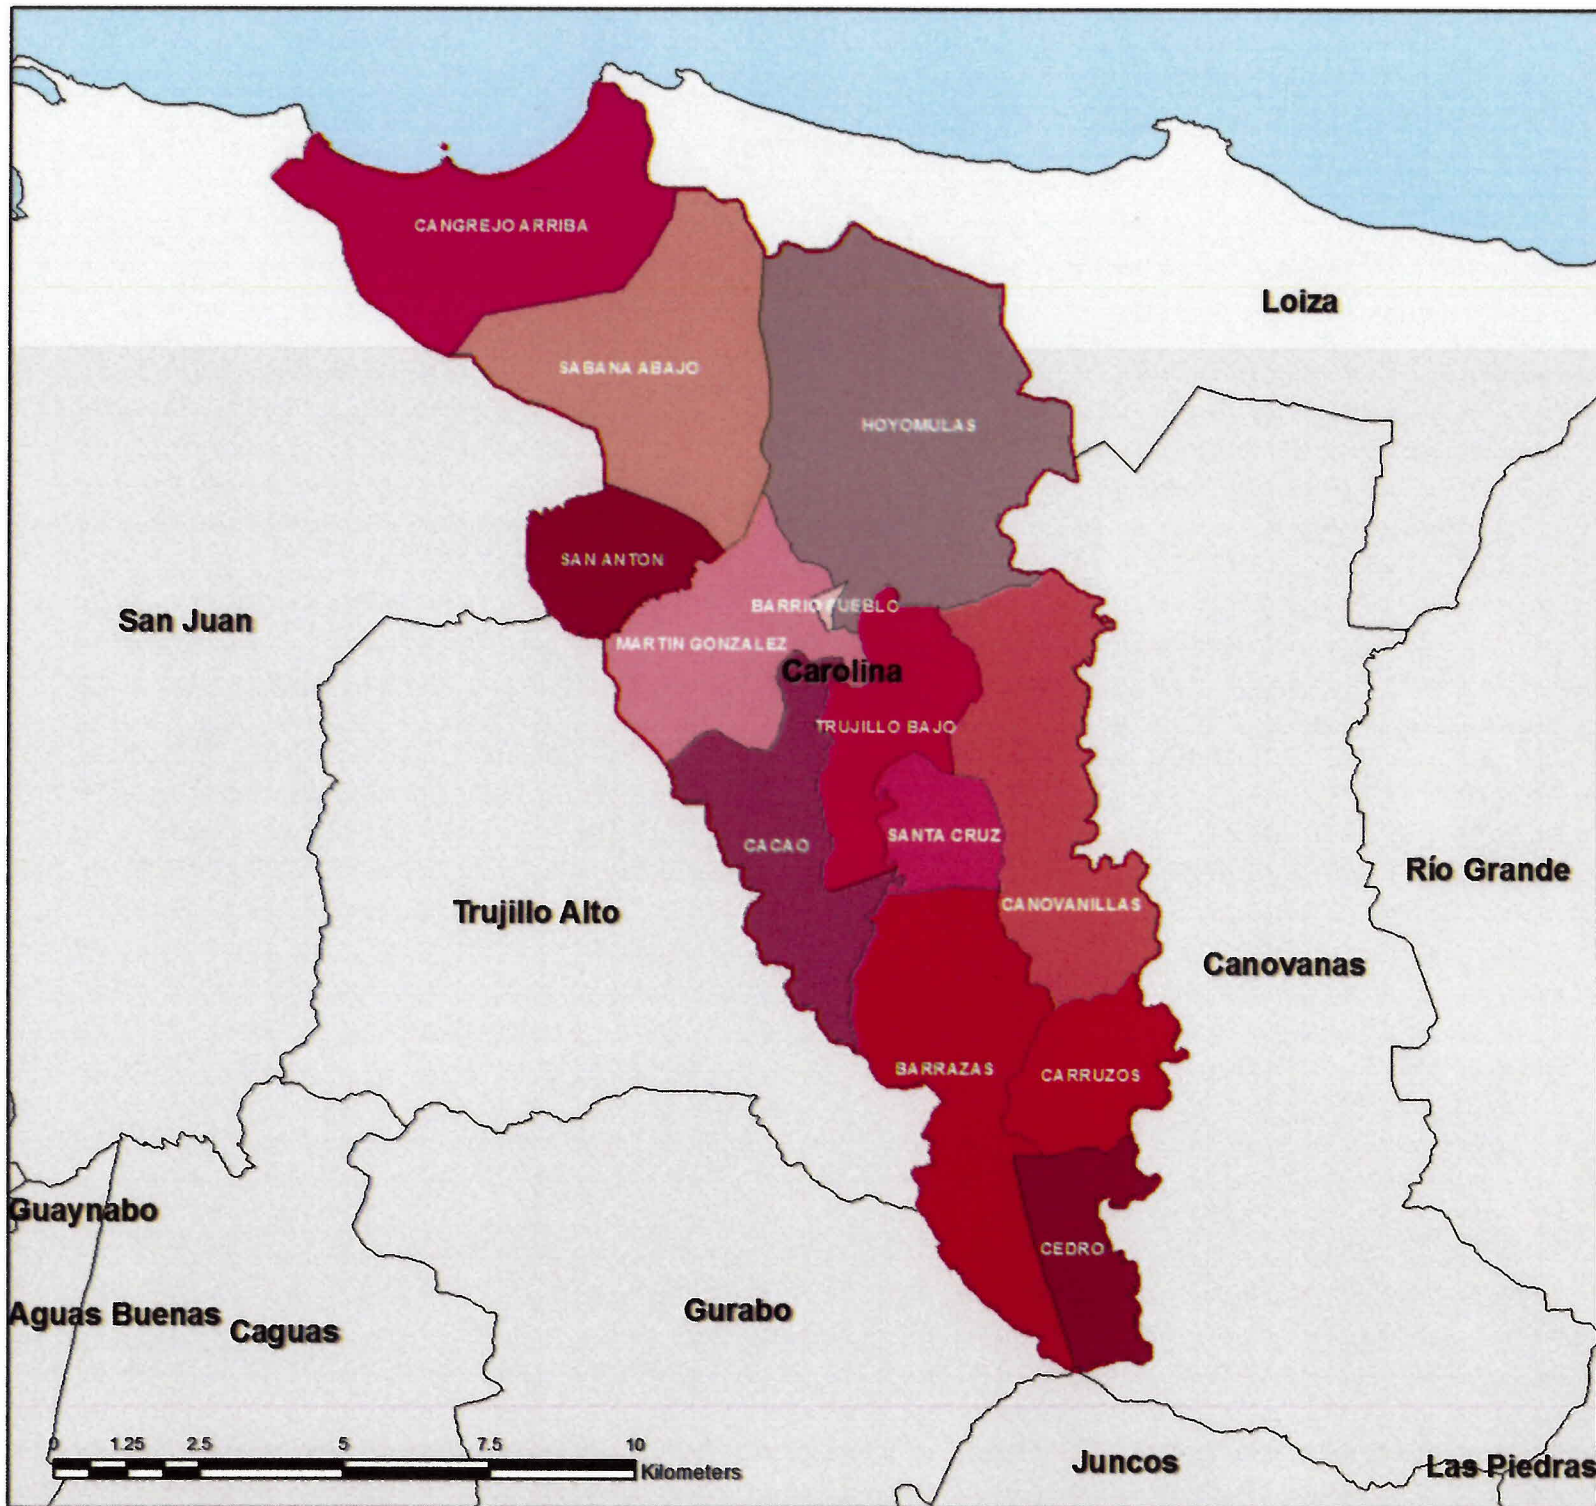 CANGREJO ARRIBA
Loiza
SABANA ABAJO
HOYOMULAS
SAN ANTON
San Juan
BARRIO PUEBLO
MARTIN GONZALEZ
Carolina
TRUJILLO BAJO
SANTA CRUZ
CACAO
Río Grande
CANOVANILLAS
Trujillo Alto
Canovanas
BARRAZAS
CARRUZOS
Guaynabo
CEDRO
Aguas Buenas
Caguas
Gurabo
0 1.25 2.5 5 7.5 10
Kilometers
Juncos
Las Piedras